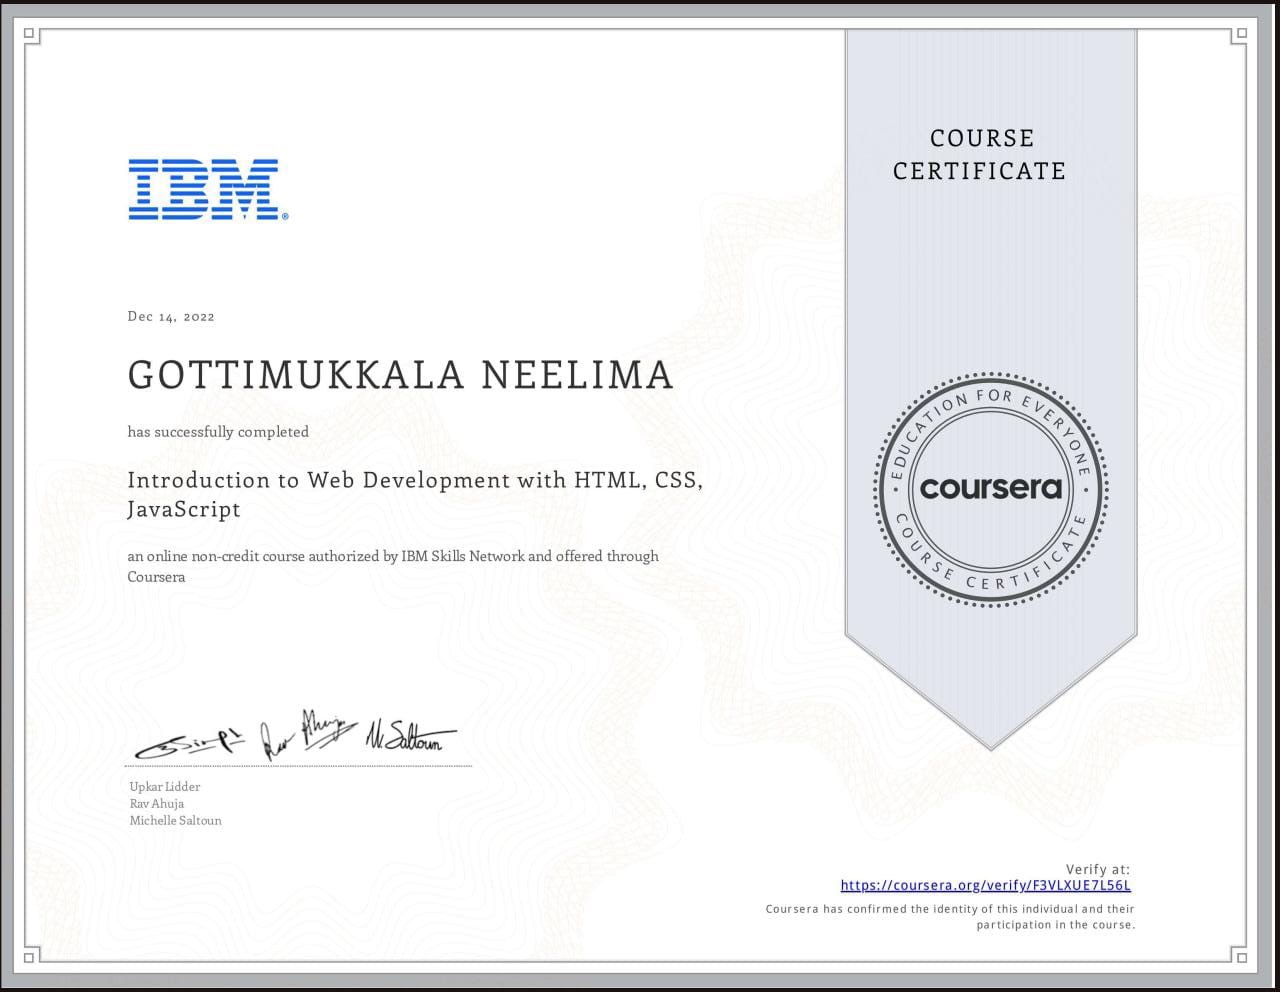 COURSE
CERTIFICATE
IBM®
Dec 14, 2022
GOTTIMUKKALA NEELIMA
has successfully completed
Introduction to Web Development with HTML, CSS,
JavaScript
an online non-credit course authorized by IBM Skills Network and offered through
Coursera
EDUCATION FOR EVERYONE
coursera
COURSE CERTIFICATE
Rav Ahuja M Saltoun
Upkar Lidder
Rav Ahuja
Michelle Saltoun
Verify at:
https://coursera.org/verify/F3VLXUE7L56L
Coursera has confirmed the identity of this individual and their
participation in the course.